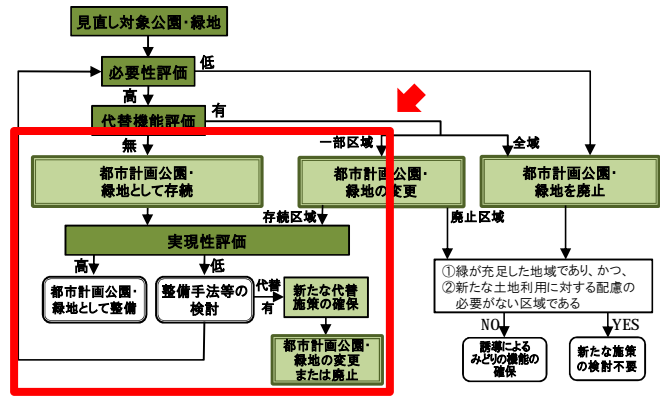 見直し対象公園・緑地
必要性評価
低
高
代替機能評価
有
無
一部区域
全域
都市計画公園・
緑地として存続
都市計画公園・
緑地の変更
都市計画公園・
緑地を廃止
存続区域
廃止区域
実現性評価
高
低
都市計画公園・
緑地として整備
整備手法等の
検討
代替
有
新たな代替
施策の確保
都市計画公園・
緑地の変更
または廃止
①緑が充足した地域であり、かつ、
②新たな土地利用に対する配慮の
必要がない区域である
NO
YES
誘導による
みどりの機能の
確保
新たな施策
の検討不要